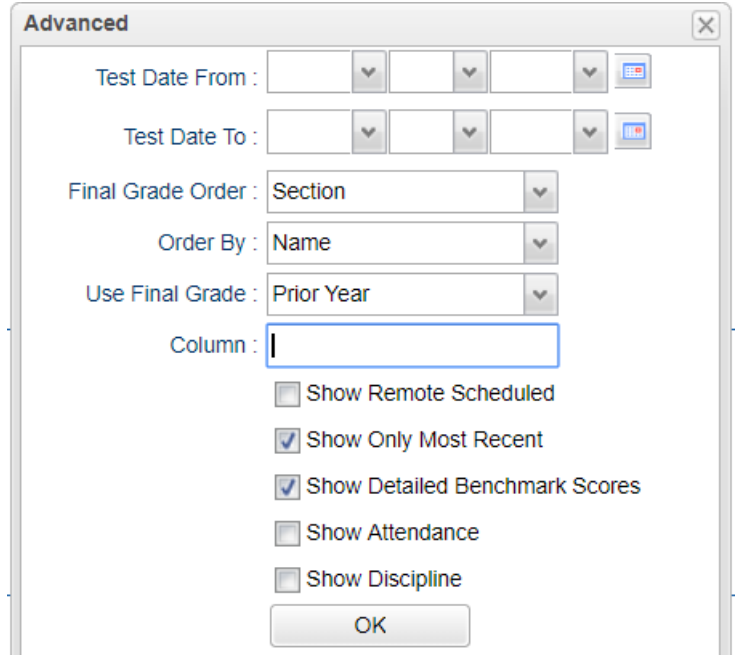 Advanced
Test Date From :
Test Date To :
Final Grade Order : Section
Order By : Name
Use Final Grade : Prior Year
Column :
Show Remote Scheduled
Show Only Most Recent
Show Detailed Benchmark Scores
Show Attendance
Show Discipline
OK